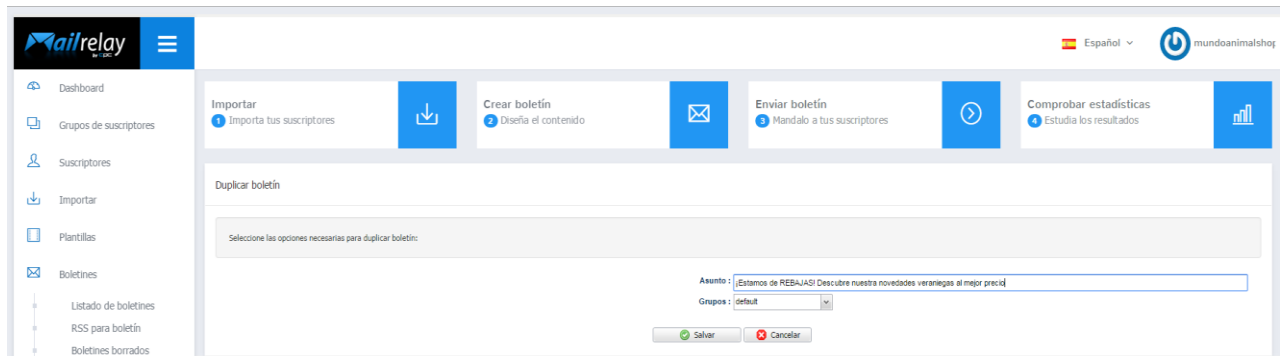 Mailrelay
by CPC
Español
mundoanimalshop
Dashboard
Grupos de suscriptores
Suscriptores
Importar
Plantillas
Boletines
Listado de boletines
RSS para boletín
Boletines borrados
Importar
1 Importa tus suscriptores
Crear boletín
2 Diseña el contenido
Enviar boletín
3 Mandalo a tus suscriptores
Comprobar estadísticas
4 Estudia los resultados
Duplicar boletín
Seleccione las opciones necesarias para duplicar boletín:
Asunto : ¡Estamos de REBAJAS! Descubre nuestra novedades veraniegas al mejor precio
Grupos : default
Salvar Cancelar